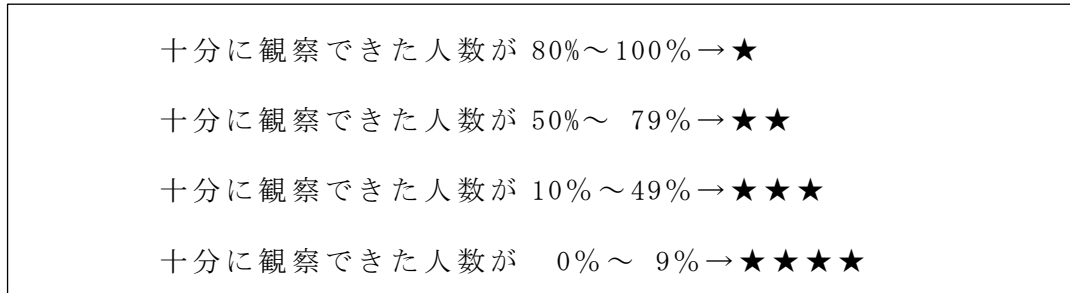 十分に観察できた人数が 80%～100％→★
十分に観察できた人数が 50%～ 79％→★★
十分に観察できた人数が 10％～49％→★★★
十分に観察できた人数が　0％～ 9％→★★★★